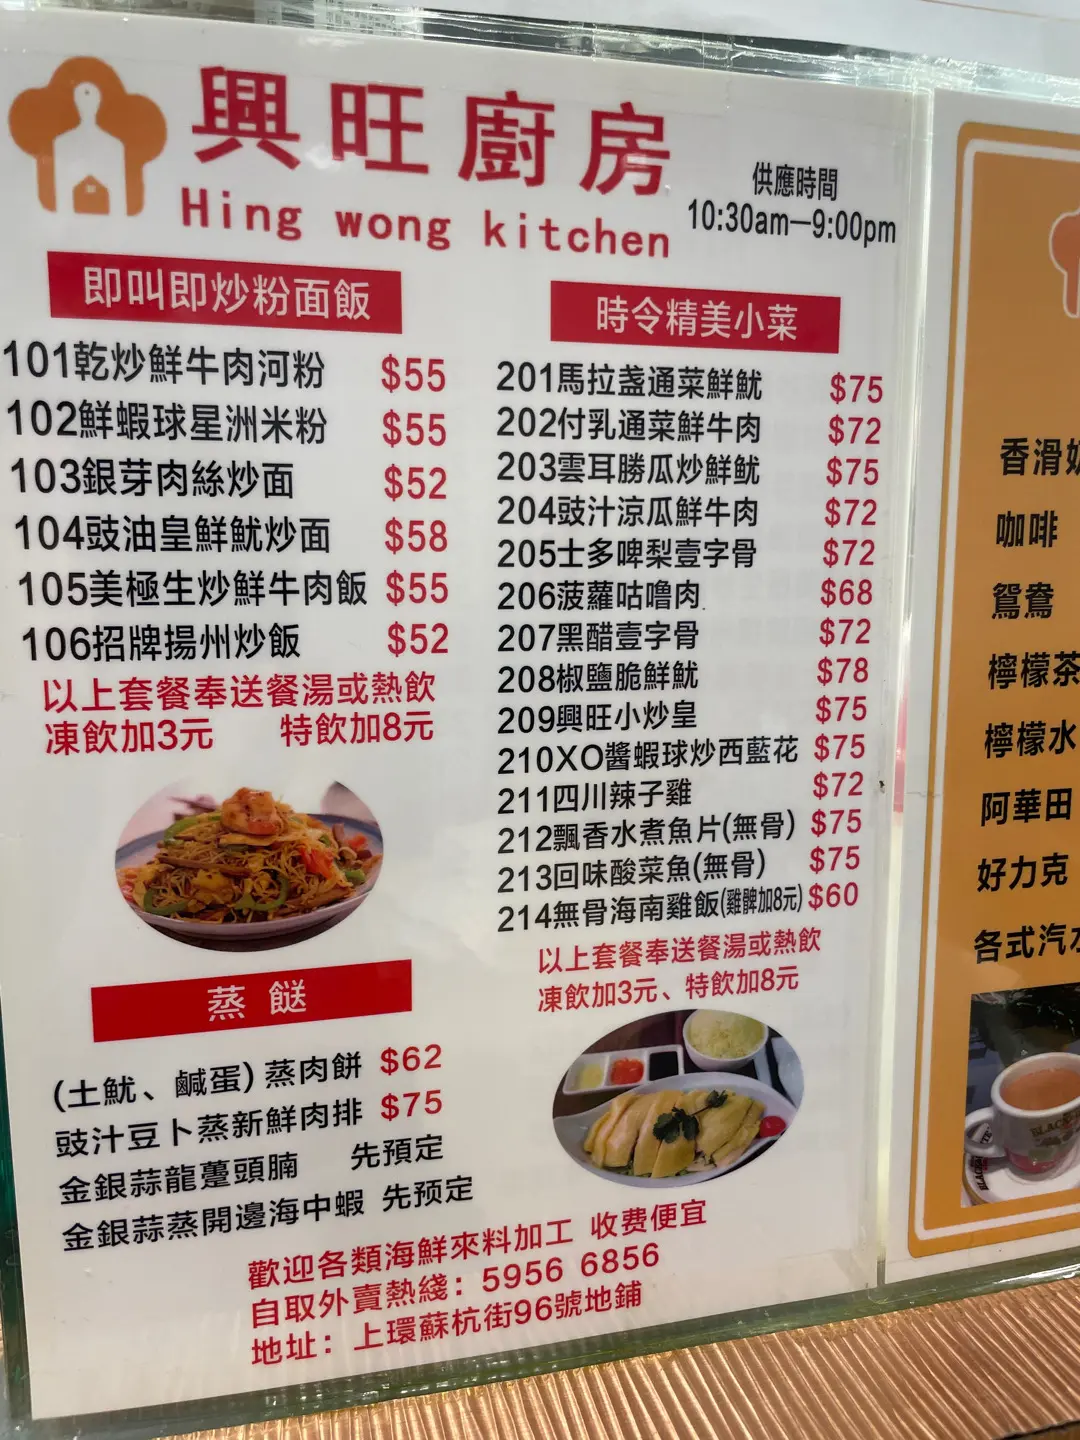 興旺廚房
Hing wong kitchen
供應時間
10:30am—9:00pm
即叫即炒粉面飯
101乾炒鮮牛肉河粉 $55
102鮮蝦球星洲米粉 $55
103銀芽肉絲炒面 $52
104豉油皇鮮魷炒面 $58
105美極生炒鮮牛肉飯 $55
106招牌揚州炒飯 $52
以上套餐奉送餐湯或熱飲
凍飲加3元 特飲加8元
蒸餸
(土魷、鹹蛋)蒸肉餅 $62
豉汁豆卜蒸新鮮肉排 $75
金銀蒜龍躉頭腩 先預定
金銀蒜蒸開邊海中蝦 先预定
時令精美小菜
201馬拉盞通菜鮮魷 $75
202付乳通菜鮮牛肉 $72
203雲耳勝瓜炒鮮魷 $75
204豉汁涼瓜鮮牛肉 $72
205士多啤梨壹字骨 $72
206菠蘿咕嚕肉 $68
207黑醋壹字骨 $72
208椒鹽脆鮮魷 $78
209興旺小炒皇 $75
210XO醬蝦球炒西藍花 $75
211四川辣子雞 $72
212飄香水煮魚片(無骨) $75
213回味酸菜魚(無骨) $75
214無骨海南雞飯(雞髀加8元) $60
以上套餐奉送餐湯或熱飲
凍飲加3元、特飲加8元
歡迎各類海鮮來料加工 收费便宜
自取外賣熱綫：5956 6856
地址：上環蘇杭街96號地鋪
香滑奶
咖啡
鴛鴦
檸檬茶
檸檬水
阿華田
好力克
各式汽水